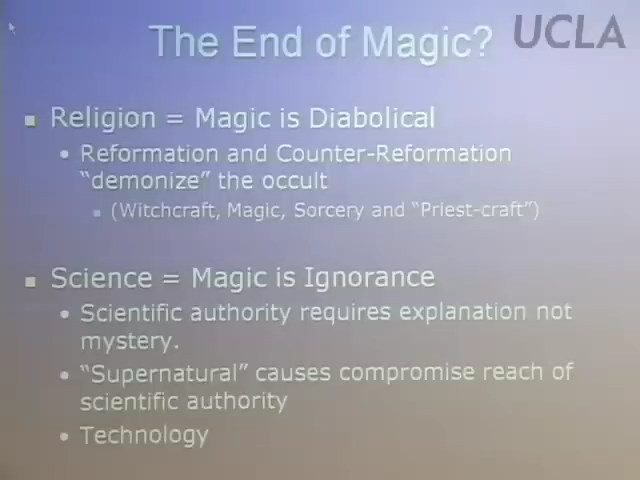 The End of Magic?
UCLA
Religion = Magic is Diabolical
Reformation and Counter-Reformation
“demonize” the occult
(Witchcraft, Magic, Sorcery and “Priest-craft”)
Science = Magic is Ignorance
Scientific authority requires explanation not
mystery.
“Supernatural” causes compromise reach of
scientific authority
Technology